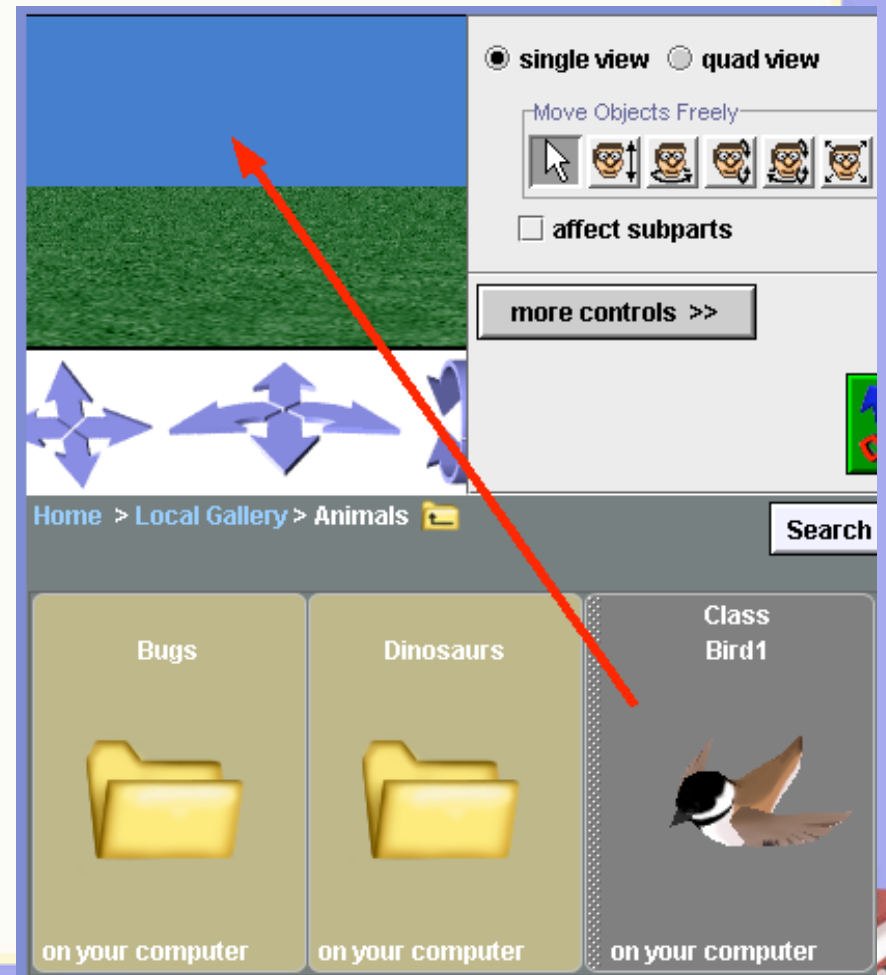 single view quad view
Move Objects Freely
affect subparts
more controls >>
Home > Local Gallery > Animals
Search
Bugs
Dinosaurs
Class
Bird1
on your computer
on your computer
on your computer